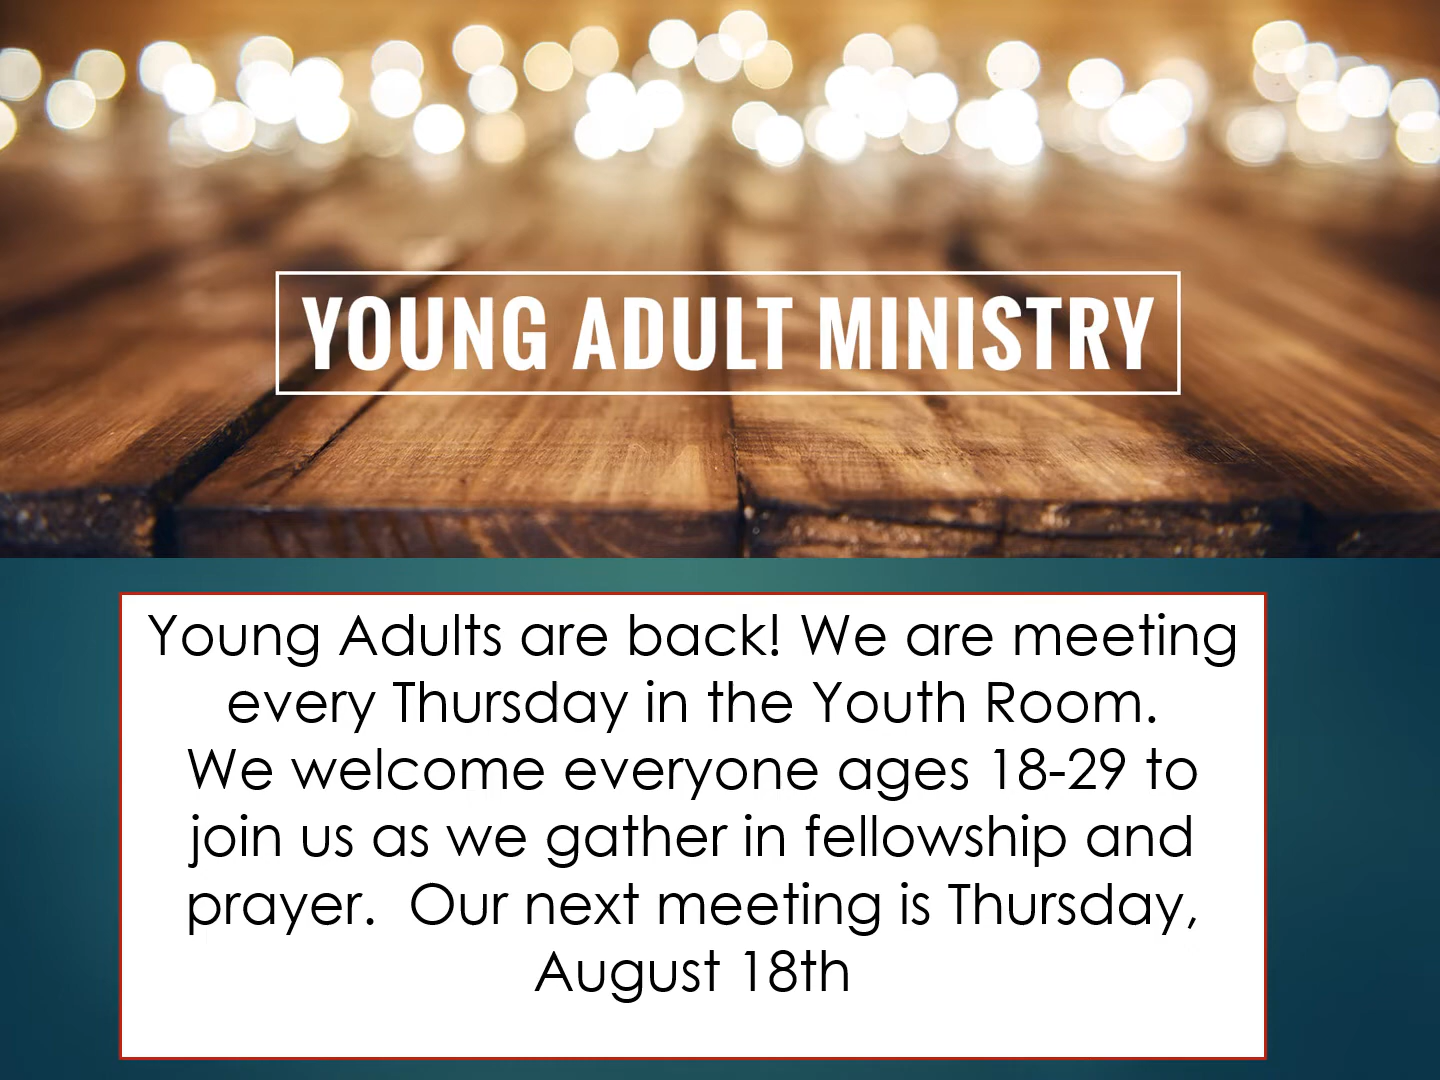 YOUNG ADULT MINISTRY
Young Adults are back! We are meeting
every Thursday in the Youth Room.
We welcome everyone ages 18-29 to
join us as we gather in fellowship and
prayer.  Our next meeting is Thursday,
August 18th